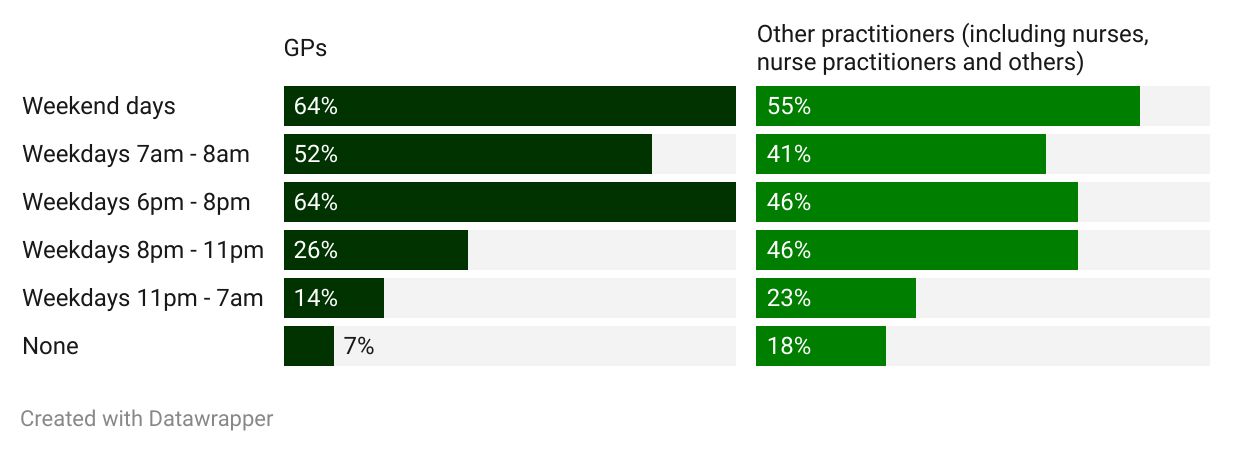 GPs
Other practitioners (including nurses,
nurse practitioners and others)
Weekend days 64% 55%
Weekdays 7am - 8am 52% 41%
Weekdays 6pm - 8pm 64% 46%
Weekdays 8pm - 11pm 26% 46%
Weekdays 11pm - 7am 14% 23%
None 7% 18%
Created with Datawrapper